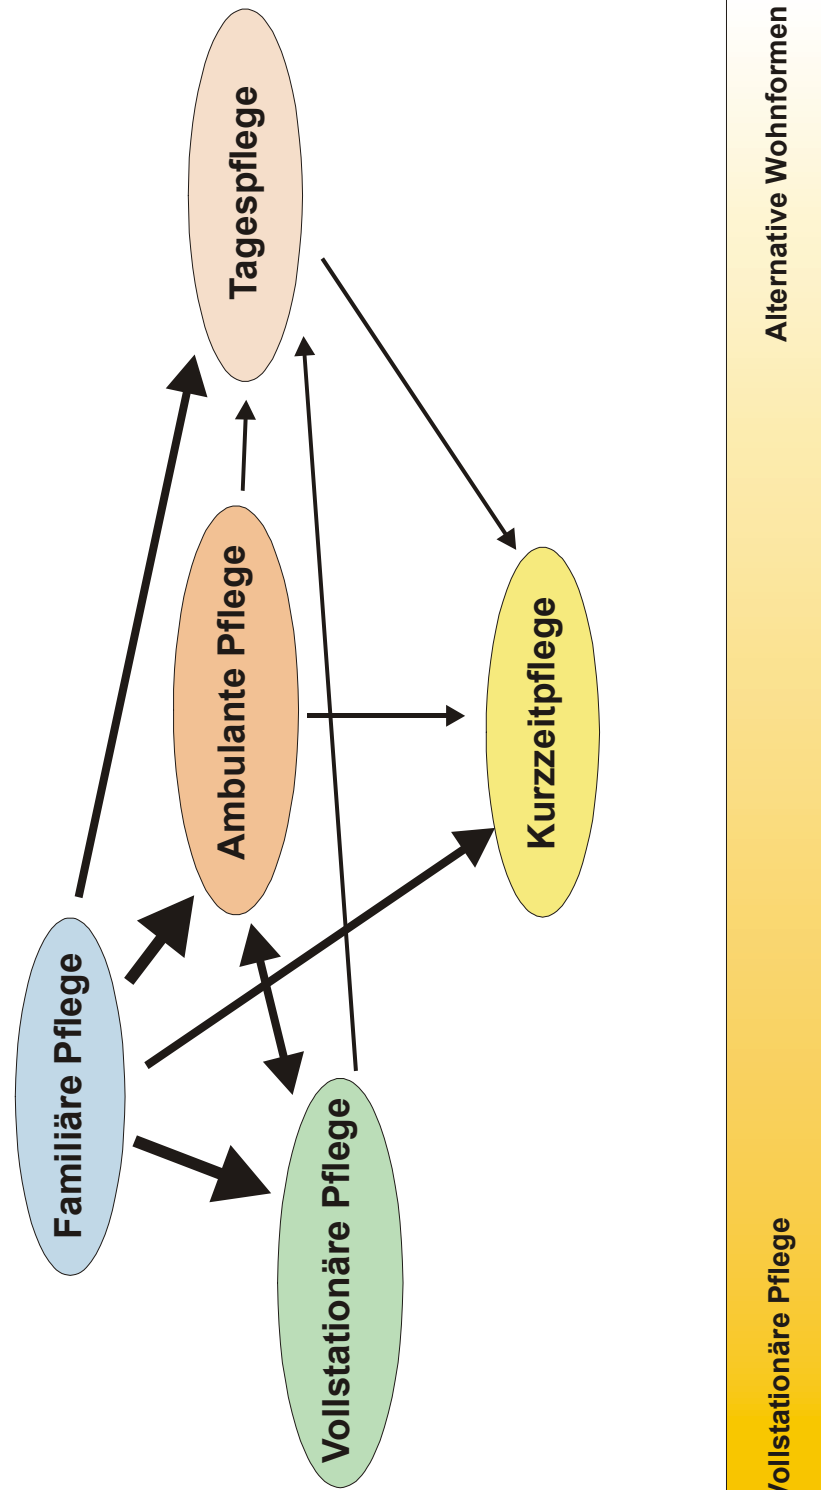 Familiäre Pflege
Vollstationäre Pflege
Ambulante Pflege
Tagespflege
Kurzzeitpflege
Vollstationäre Pflege
Alternative Wohnformen